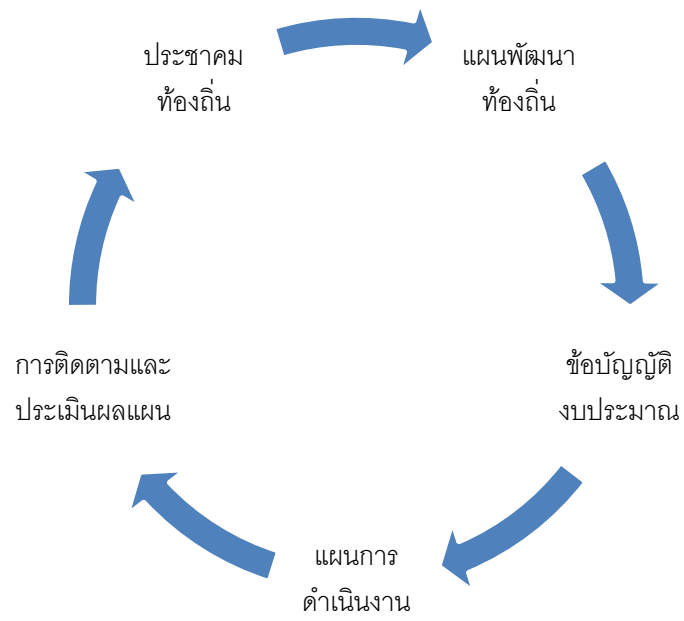 ประชาคม
ท้องถิ่น
แผนพัฒนา
ท้องถิ่น
ข้อบัญญัติ
งบประมาณ
แผนการ
ดำเนินงาน
การติดตามและ
ประเมินผลแผน